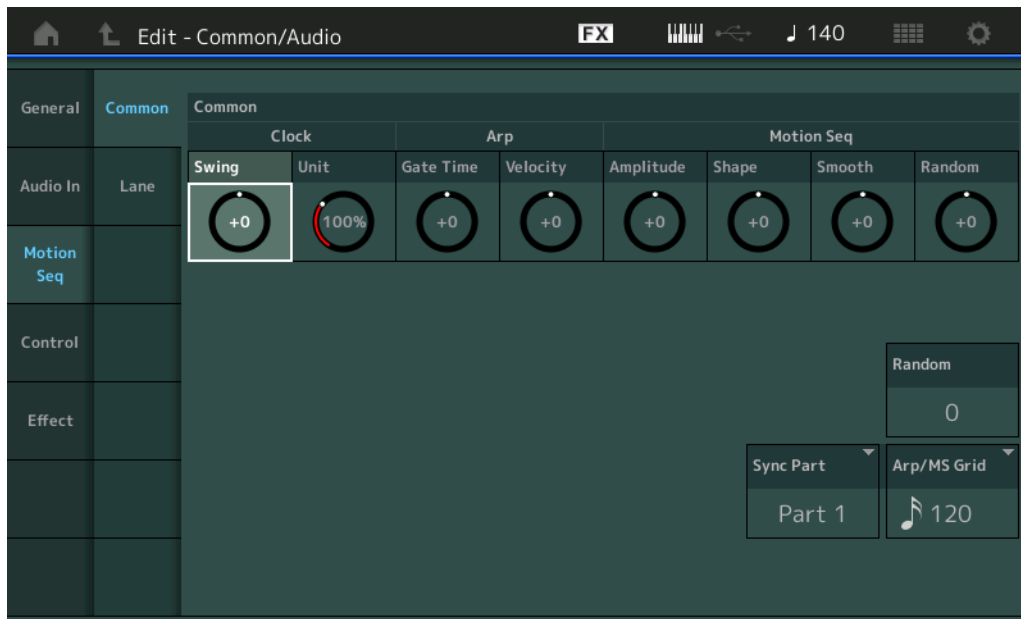 Edit - Common/Audio
FX
140
General
Common
Audio In
Lane
Motion
Seq
Control
Effect
Common
Clock
Arp
Motion Seq
Swing
Unit
Gate Time
Velocity
Amplitude
Shape
Smooth
Random
+0
100%
+0
+0
+0
+0
+0
+0
Random
0
Sync Part
Arp/MS Grid
Part 1
120